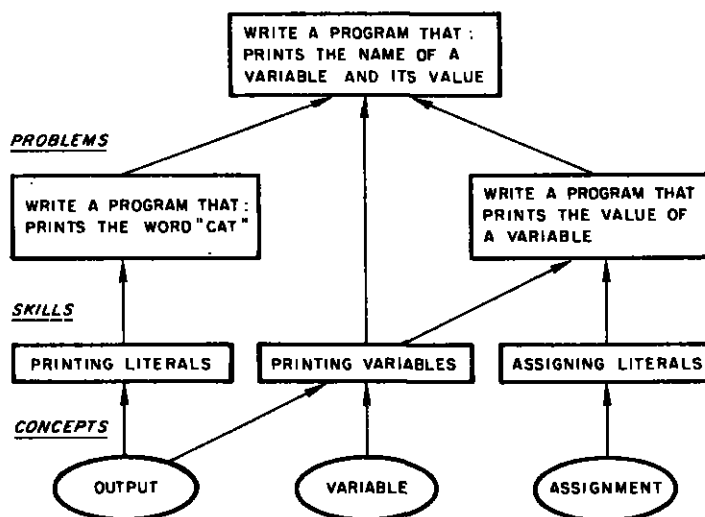 WRITE A PROGRAM THAT:
PRINTS THE NAME OF A
VARIABLE AND ITS VALUE
PROBLEMS
WRITE A PROGRAM THAT:
PRINTS THE WORD "CAT"
WRITE A PROGRAM THAT
PRINTS THE VALUE OF
A VARIABLE
SKILLS
PRINTING LITERALS
PRINTING VARIABLES
ASSIGNING LITERALS
CONCEPTS
OUTPUT
VARIABLE
ASSIGNMENT